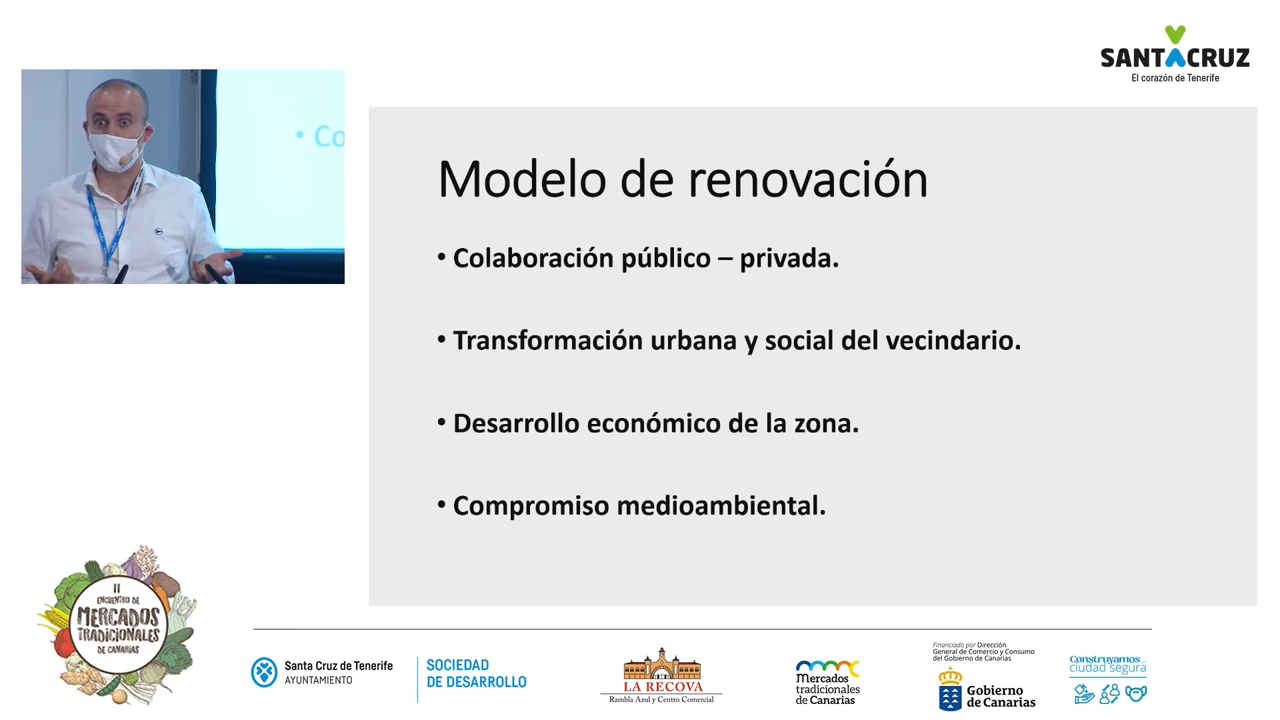 SANTACRUZ
El corazón de Tenerife
• Co
Modelo de renovación
• Colaboración público – privada.
• Transformación urbana y social del vecindario.
• Desarrollo económico de la zona.
• Compromiso medioambiental.
II
ENCUENTRO DE
MERCADOS
TRADICIONALES
DE CANARIAS
Santa Cruz de Tenerife
AYUNTAMIENTO
SOCIEDAD
DE DESARROLLO
LA RECOVA
Rambla Azul y Centro Comercial
Mercados
tradicionales
de Canarias
Financiado por Dirección
General de Comercio y Consumo
del Gobierno de Canarias
Gobierno
de Canarias
Construyamos...
ciudad segura